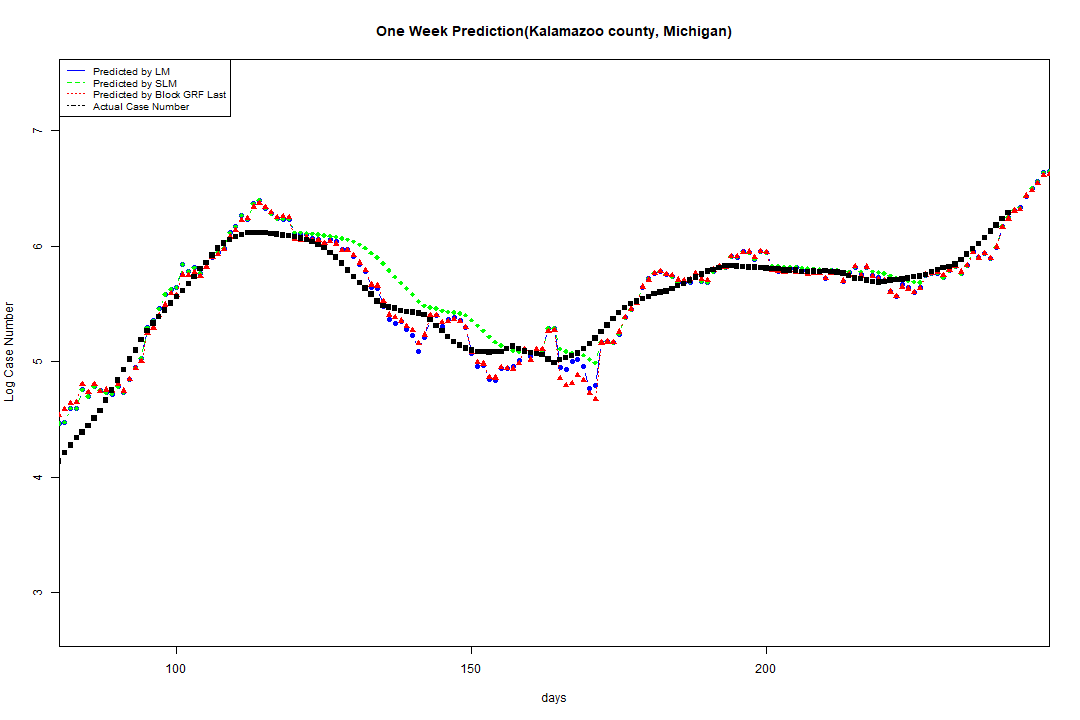 One Week Prediction(Kalamazoo county, Michigan)
Predicted by LM
Predicted by SLM
Predicted by Block GRF Last
Actual Case Number
7
6
5
4
3
Log Case Number
100 150 200
days